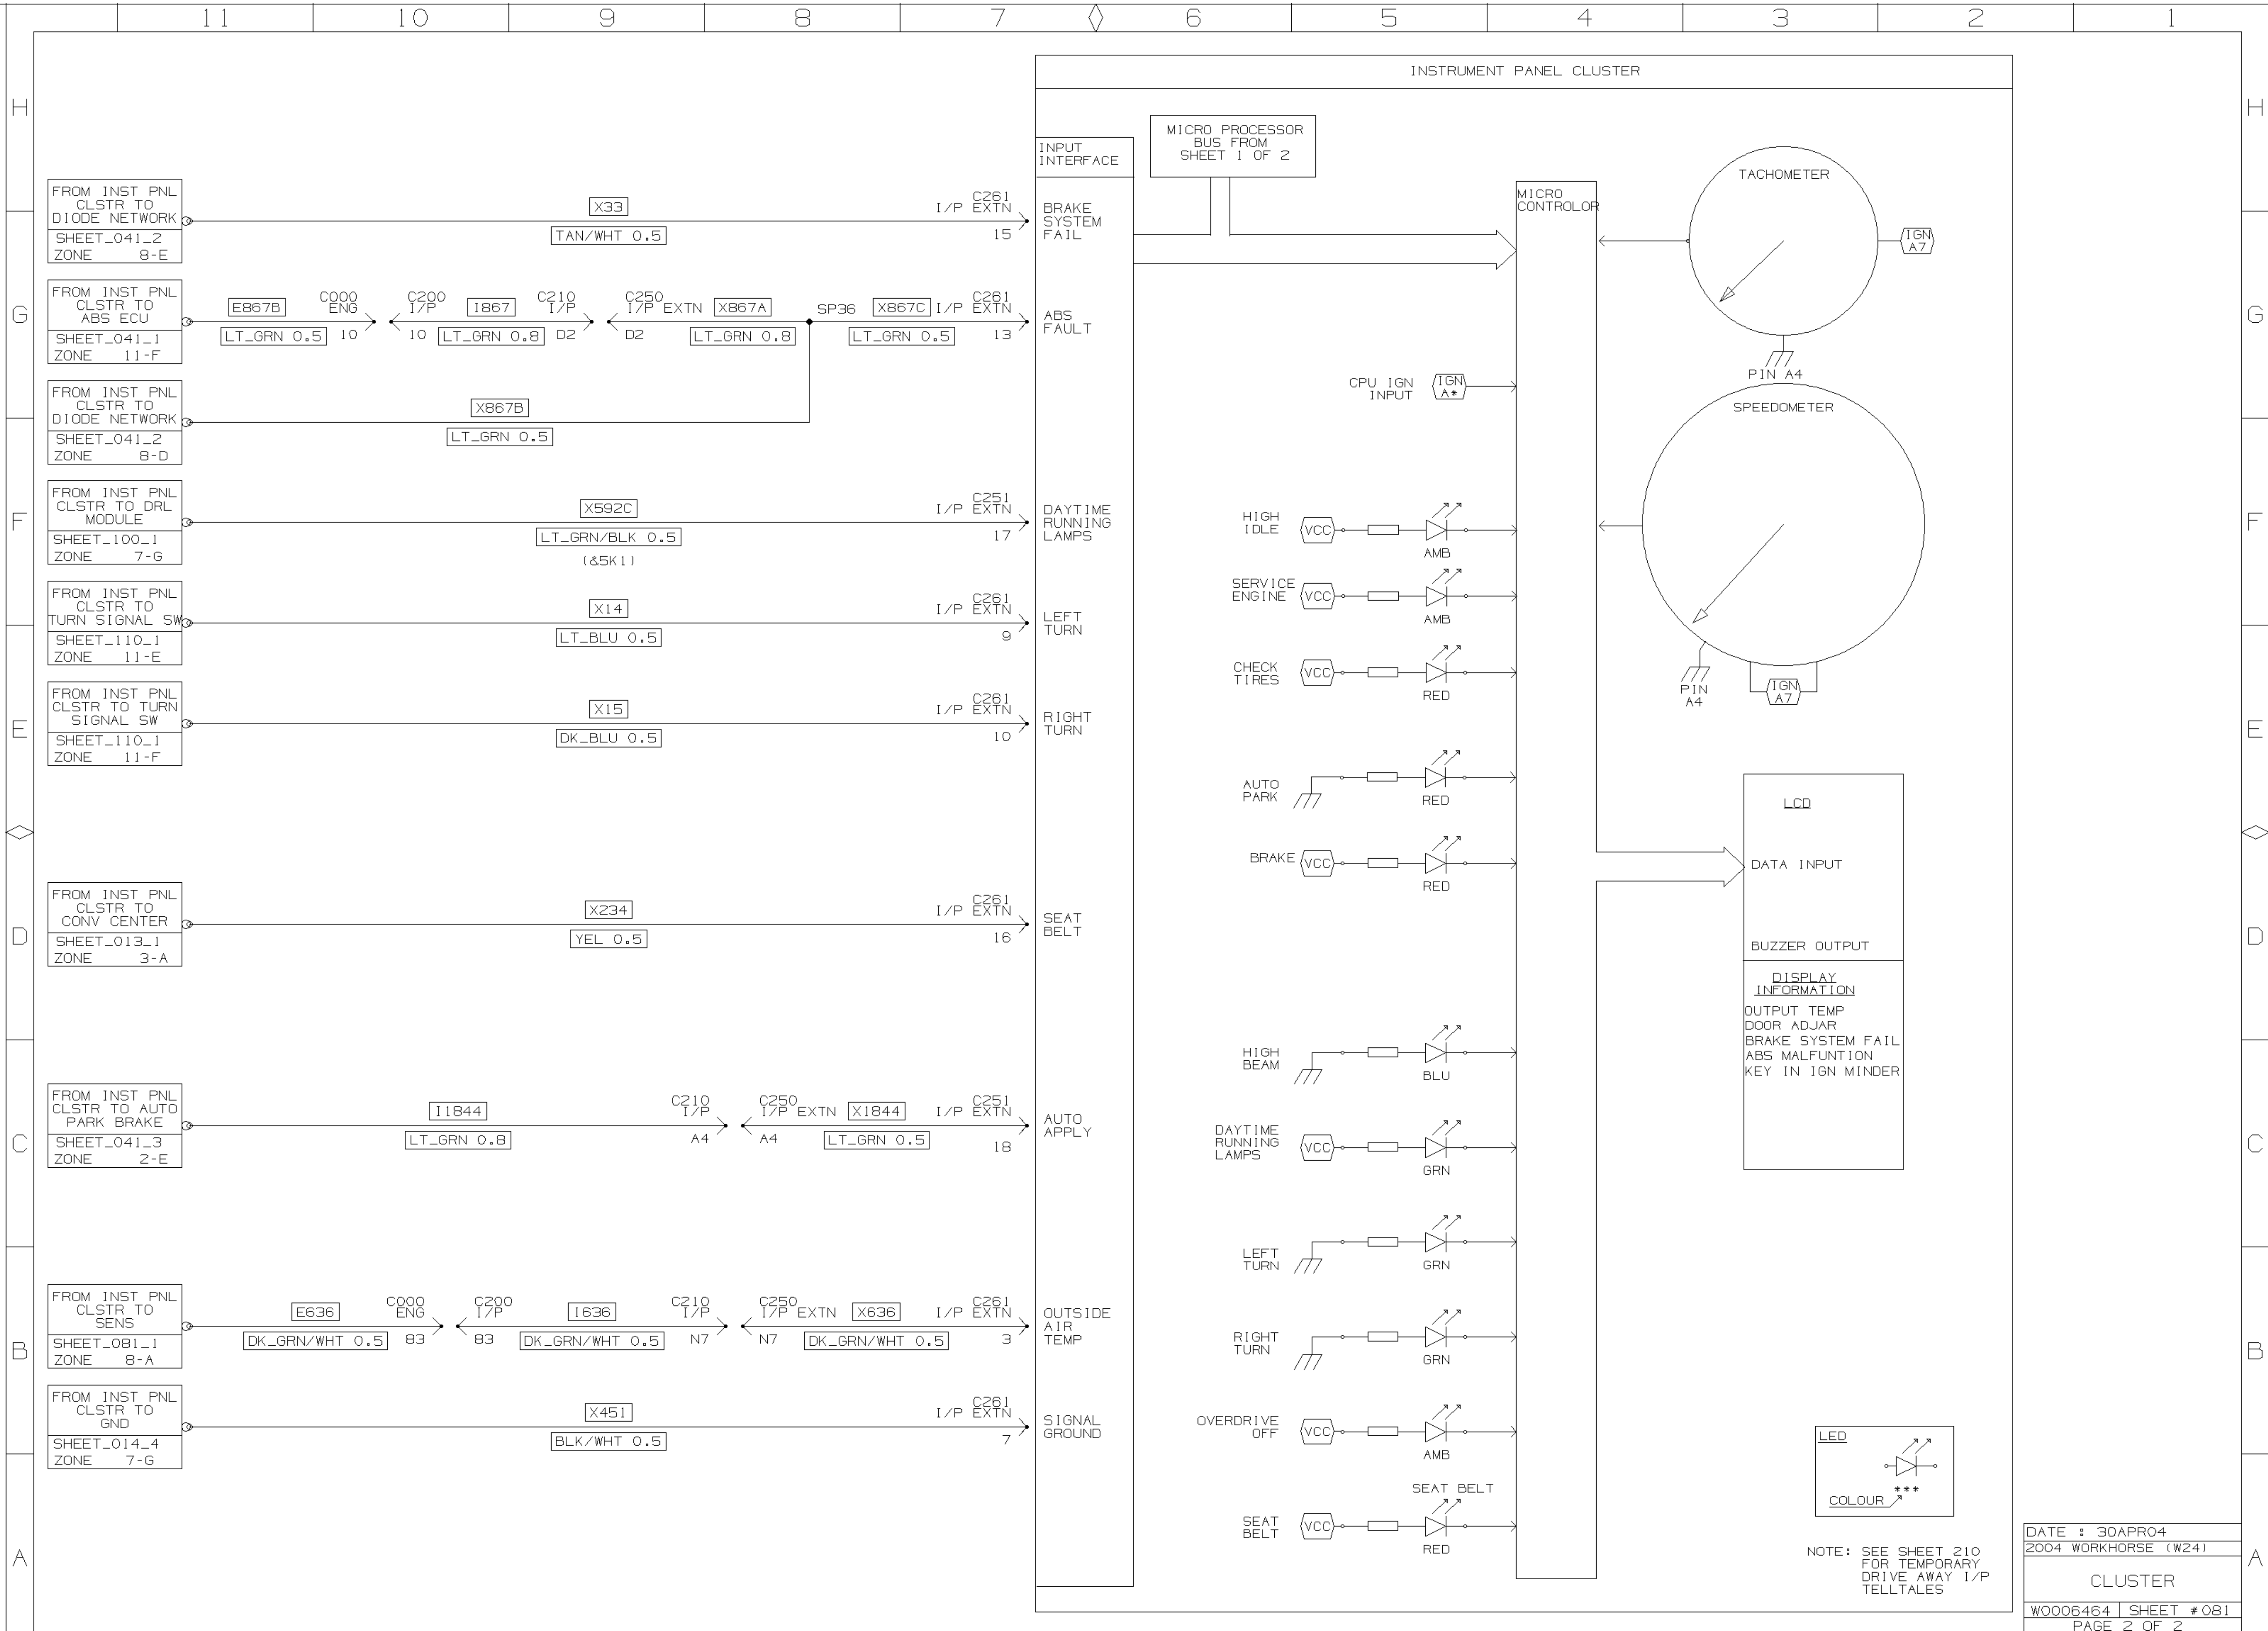 11 10 9 8 7 6 5 4 3 2 1
H
G
F
E
D
C
B
A
H
G
F
E
D
C
B
A
FROM INST PNL
CLSTR TO
DIODE NETWORK
SHEET_041_2
ZONE 8-E
X33
TAN/WHT 0.5
C261
I/P EXTN
15
BRAKE
SYSTEM
FAIL
FROM INST PNL
CLSTR TO
ABS ECU
SHEET_041_1
ZONE 11-F
E867B
LT_GRN 0.5
C000
ENG
10
C200
I/P
10
I867
LT_GRN 0.8
C210
I/P
D2
C250
I/P EXTN
D2
X867A
LT_GRN 0.8
SP36
X867C
LT_GRN 0.5
C261
I/P EXTN
13
ABS
FAULT
FROM INST PNL
CLSTR TO
DIODE NETWORK
SHEET_041_2
ZONE 8-D
X867B
LT_GRN 0.5
FROM INST PNL
CLSTR TO DRL
MODULE
SHEET_100_1
ZONE 7-G
X592C
LT_GRN/BLK 0.5
(&5K1)
C251
I/P EXTN
17
DAYTIME
RUNNING
LAMPS
FROM INST PNL
CLSTR TO
TURN SIGNAL SW
SHEET_110_1
ZONE 11-E
X14
LT_BLU 0.5
C261
I/P EXTN
9
LEFT
TURN
FROM INST PNL
CLSTR TO TURN
SIGNAL SW
SHEET_110_1
ZONE 11-F
X15
DK_BLU 0.5
C261
I/P EXTN
10
RIGHT
TURN
FROM INST PNL
CLSTR TO
CONV CENTER
SHEET_013_1
ZONE 3-A
X234
YEL 0.5
C261
I/P EXTN
16
SEAT
BELT
FROM INST PNL
CLSTR TO AUTO
PARK BRAKE
SHEET_041_3
ZONE 2-E
I1844
LT_GRN 0.8
C210
I/P
A4
C250
I/P EXTN
A4
X1844
LT_GRN 0.5
C251
I/P EXTN
18
AUTO
APPLY
FROM INST PNL
CLSTR TO
SENS
SHEET_081_1
ZONE 8-A
E636
DK_GRN/WHT 0.5
C000
ENG
83
C200
I/P
83
I636
DK_GRN/WHT 0.5
C210
I/P
N7
C250
I/P EXTN
N7
X636
DK_GRN/WHT 0.5
C261
I/P EXTN
3
OUTSIDE
AIR
TEMP
FROM INST PNL
CLSTR TO
GND
SHEET_014_4
ZONE 7-G
X451
BLK/WHT 0.5
C261
I/P EXTN
7
SIGNAL
GROUND
INSTRUMENT PANEL CLUSTER
INPUT
INTERFACE
MICRO PROCESSOR
BUS FROM
SHEET 1 OF 2
MICRO
CONTROLOR
CPU IGN
INPUT
IGN
A*
HIGH
IDLE
VCC
AMB
SERVICE
ENGINE
VCC
AMB
CHECK
TIRES
VCC
RED
AUTO
PARK
RED
BRAKE
VCC
RED
HIGH
BEAM
BLU
DAYTIME
RUNNING
LAMPS
VCC
GRN
LEFT
TURN
GRN
RIGHT
TURN
GRN
OVERDRIVE
OFF
VCC
AMB
SEAT BELT
SEAT
BELT
VCC
RED
TACHOMETER
IGN
A7
PIN A4
SPEEDOMETER
PIN
A4
IGN
A7
LCD
DATA INPUT
BUZZER OUTPUT
DISPLAY
INFORMATION
OUTPUT TEMP
DOOR ADJAR
BRAKE SYSTEM FAIL
ABS MALFUNTION
KEY IN IGN MINDER
LED
***
COLOUR
NOTE: SEE SHEET 210
FOR TEMPORARY
DRIVE AWAY I/P
TELLTALES
DATE : 30APR04
2004 WORKHORSE (W24)
CLUSTER
W0006464 SHEET #081
PAGE 2 OF 2